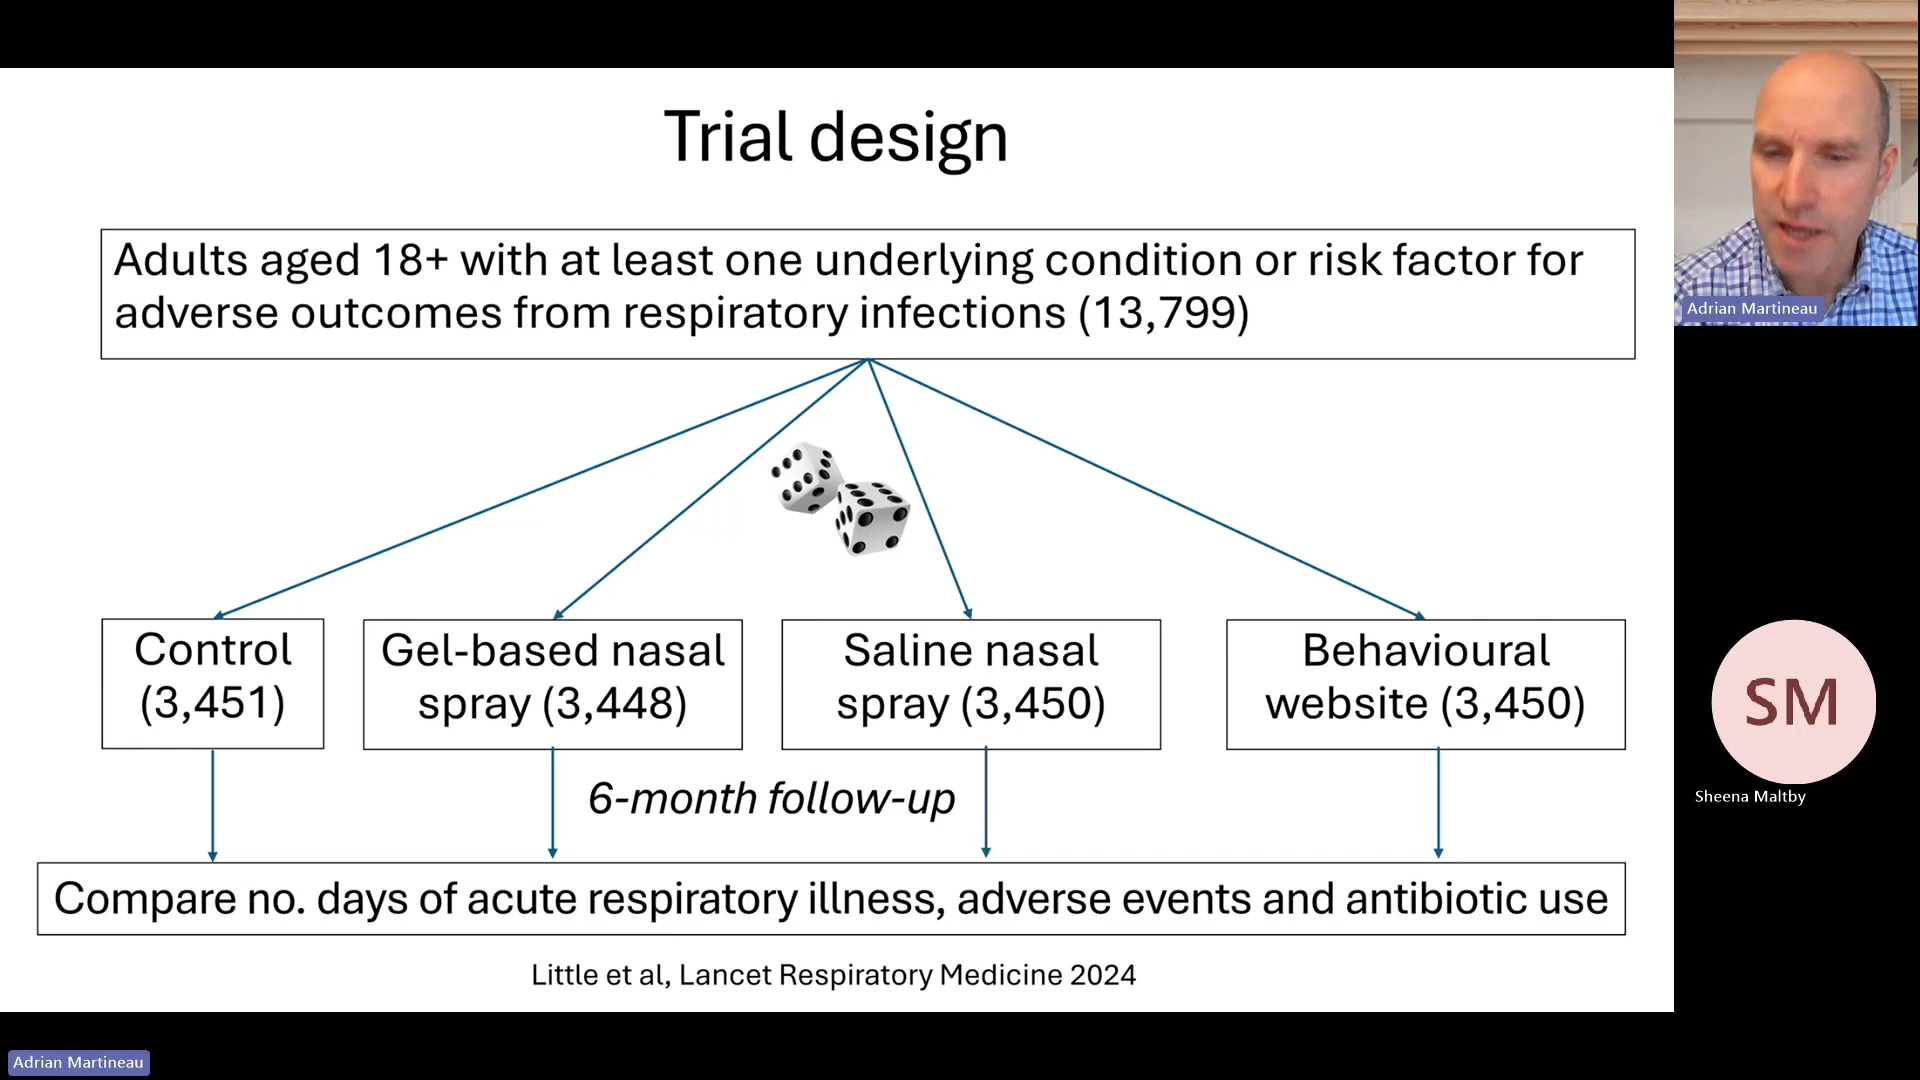 Trial design
Adults aged 18+ with at least one underlying condition or risk factor for
adverse outcomes from respiratory infections (13,799)
Control
(3,451)
Gel-based nasal
spray (3,448)
Saline nasal
spray (3,450)
Behavioural
website (3,450)
6-month follow-up
Compare no. days of acute respiratory illness, adverse events and antibiotic use
Little et al, Lancet Respiratory Medicine 2024
Adrian Martineau
SM
Sheena Maltby
Adrian Martineau